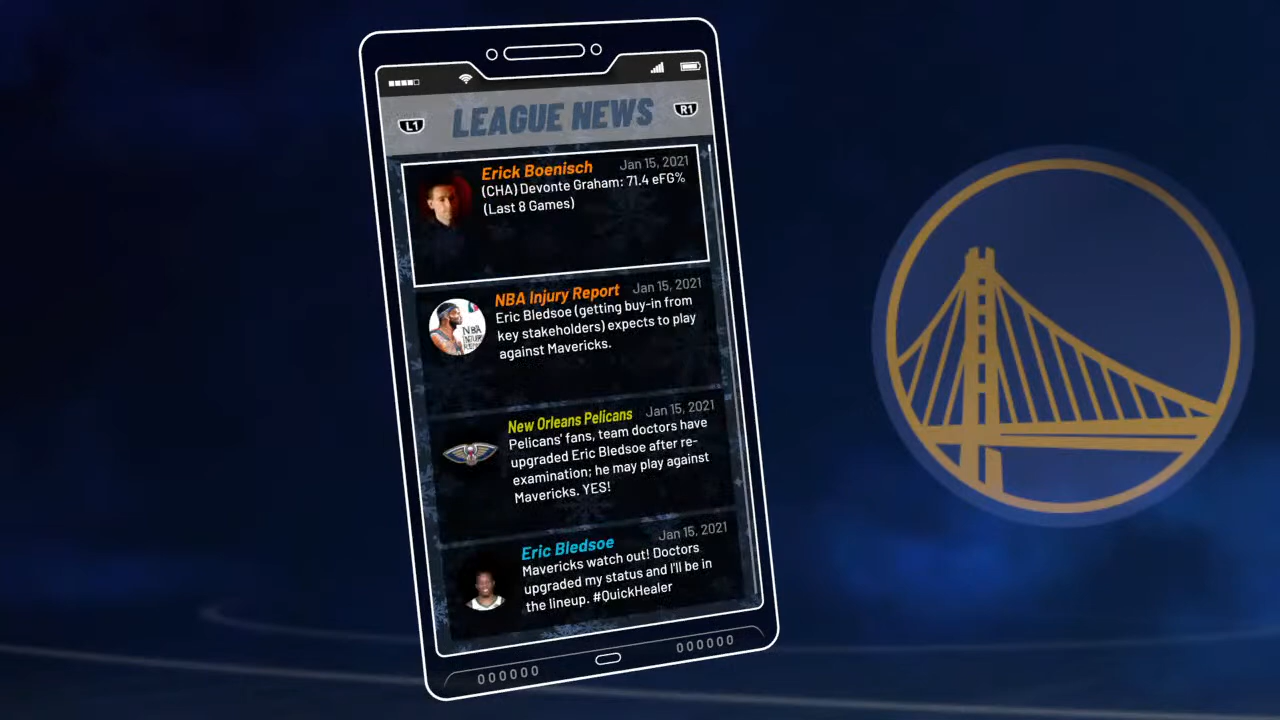 LEAGUE NEWS
L1
R1
Erick Boenisch
Jan 15, 2021
(CHA) Devonte Graham: 71.4 eFG%
(Last 8 Games)
NBA Injury Report
Jan 15, 2021
Eric Bledsoe (getting buy-in from
key stakeholders) expects to play
against Mavericks.
NBA
INJURY
New Orleans Pelicans
Jan 15, 2021
Pelicans' fans, team doctors have
upgraded Eric Bledsoe after re-
examination; he may play against
Mavericks. YES!
Eric Bledsoe
Jan 15, 2021
Mavericks watch out! Doctors
upgraded my status and I'll be in
the lineup. #QuickHealer
000000
000000